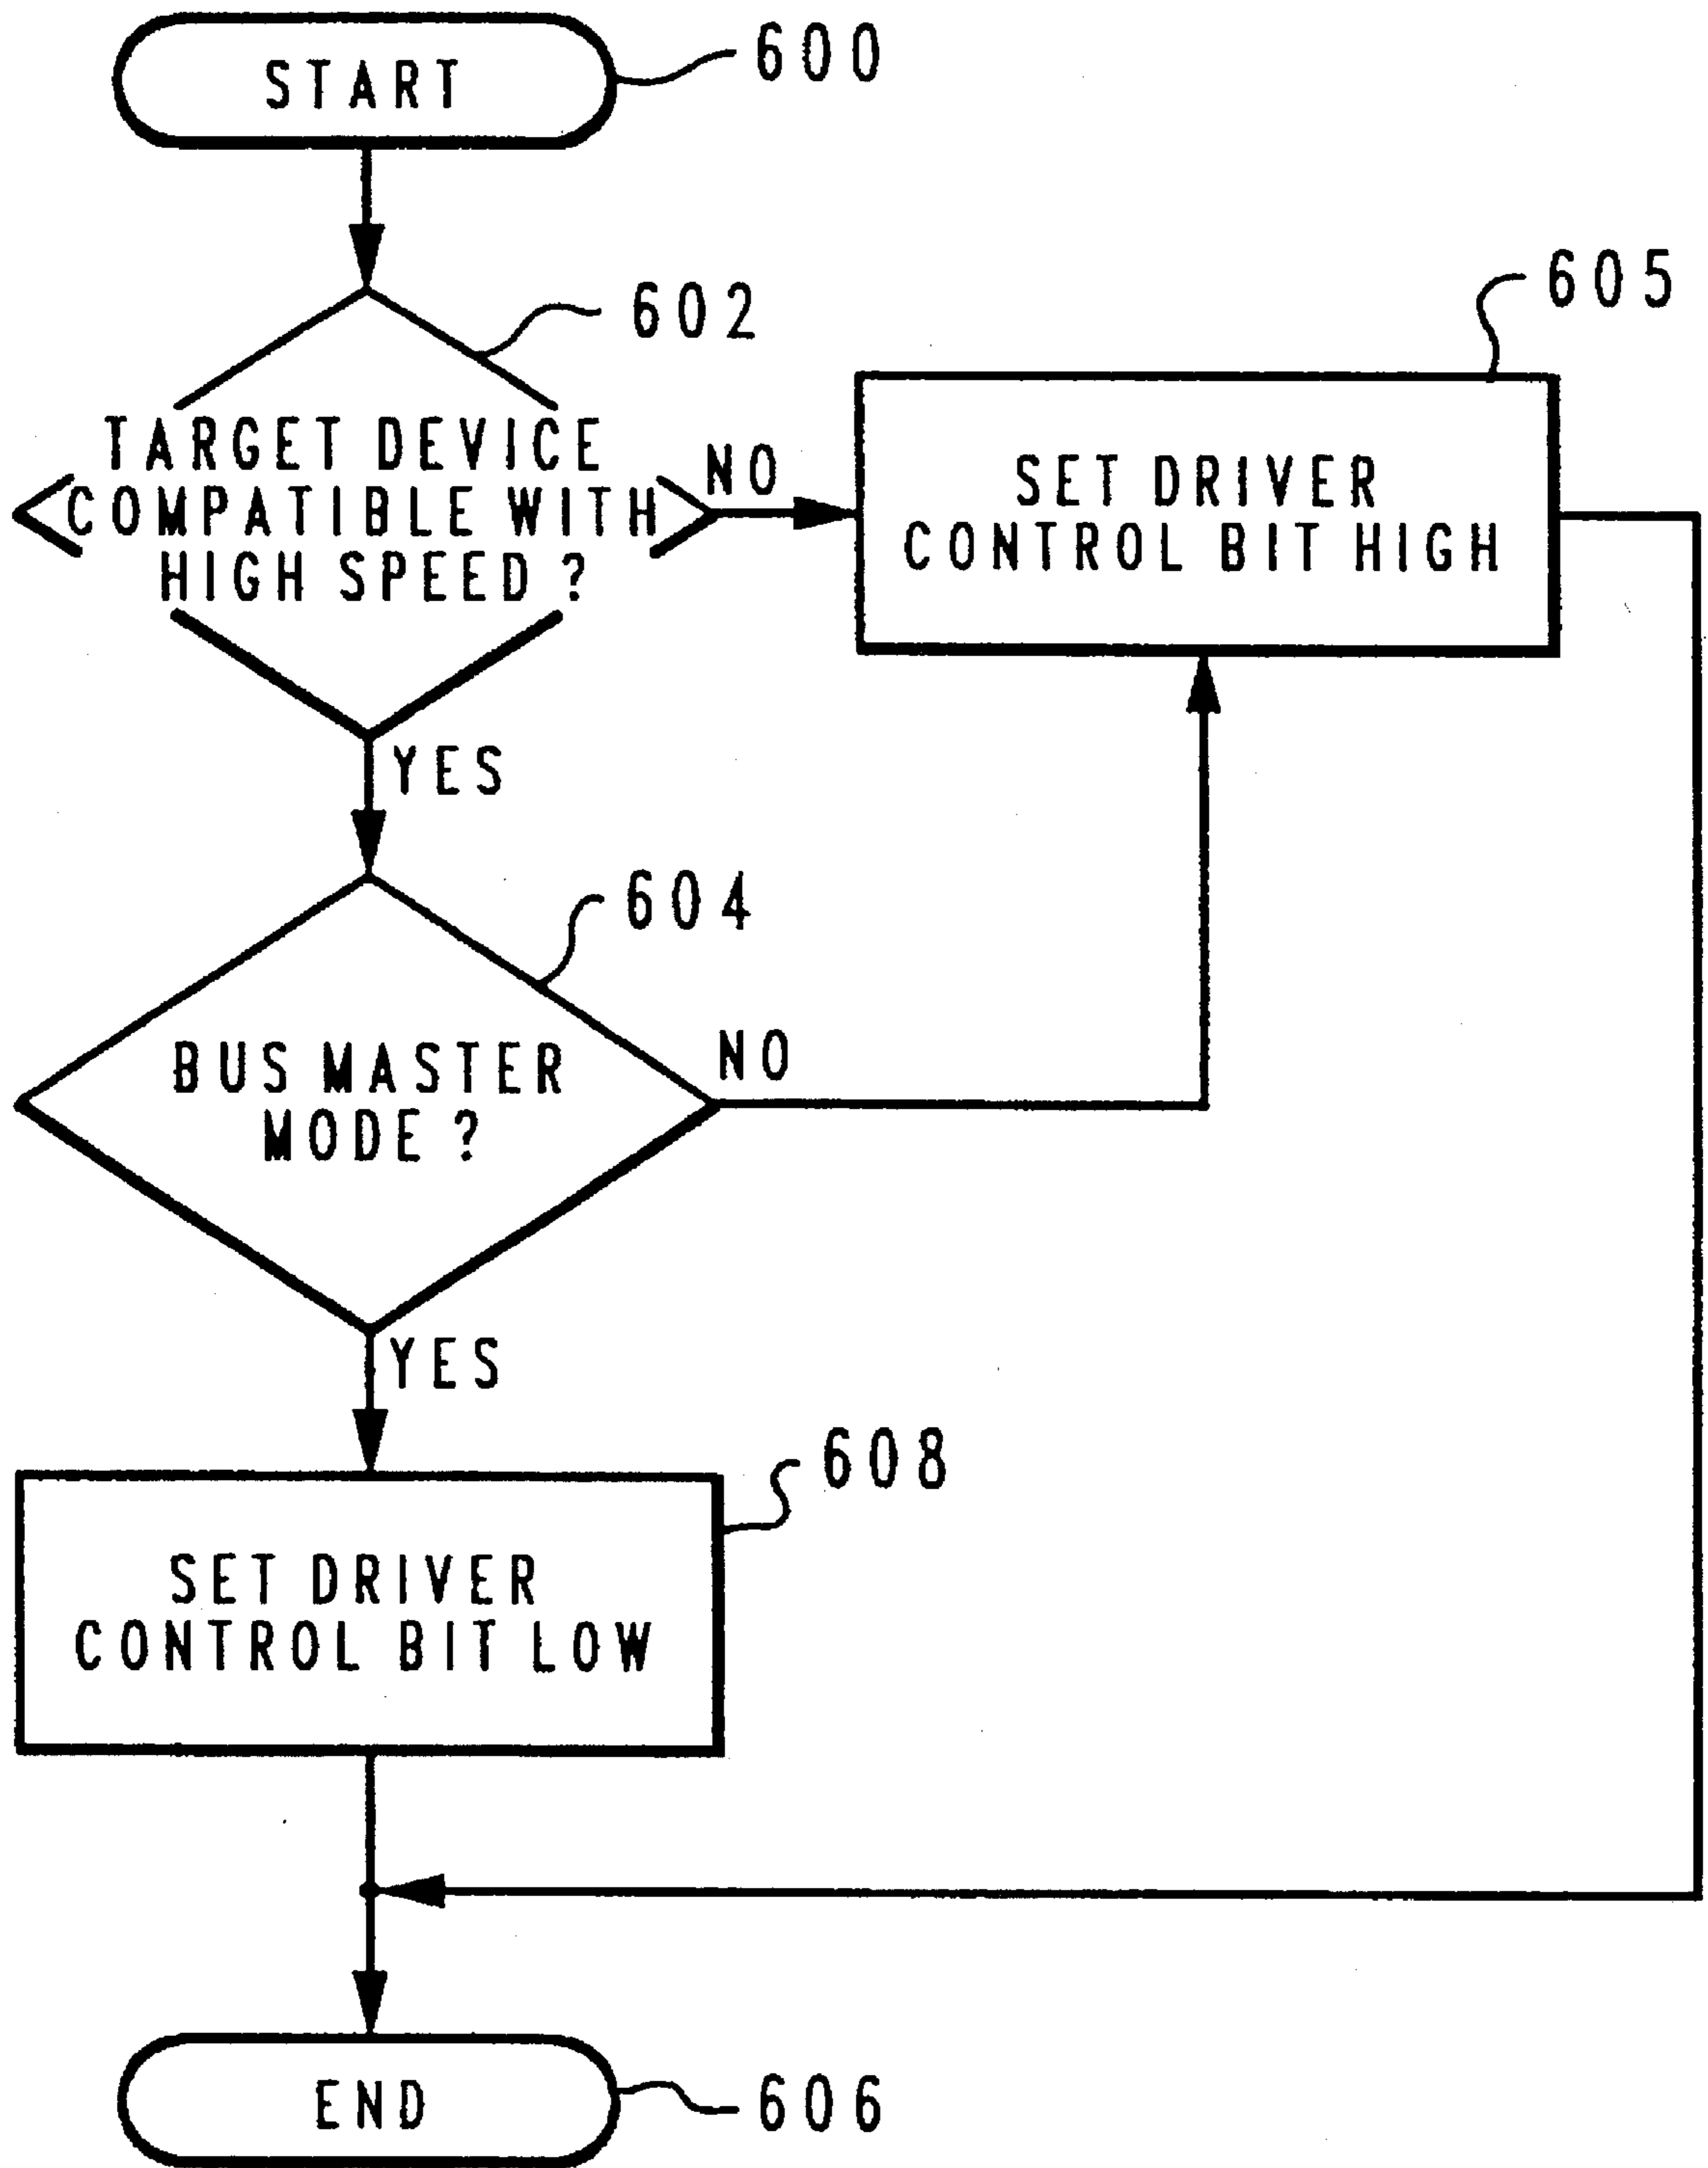 START
600
602
TARGET DEVICE
COMPATIBLE WITH
HIGH SPEED ?
NO
605
SET DRIVER
CONTROL BIT HIGH
YES
604
BUS MASTER
MODE ?
NO
YES
608
SET DRIVER
CONTROL BIT LOW
END
606